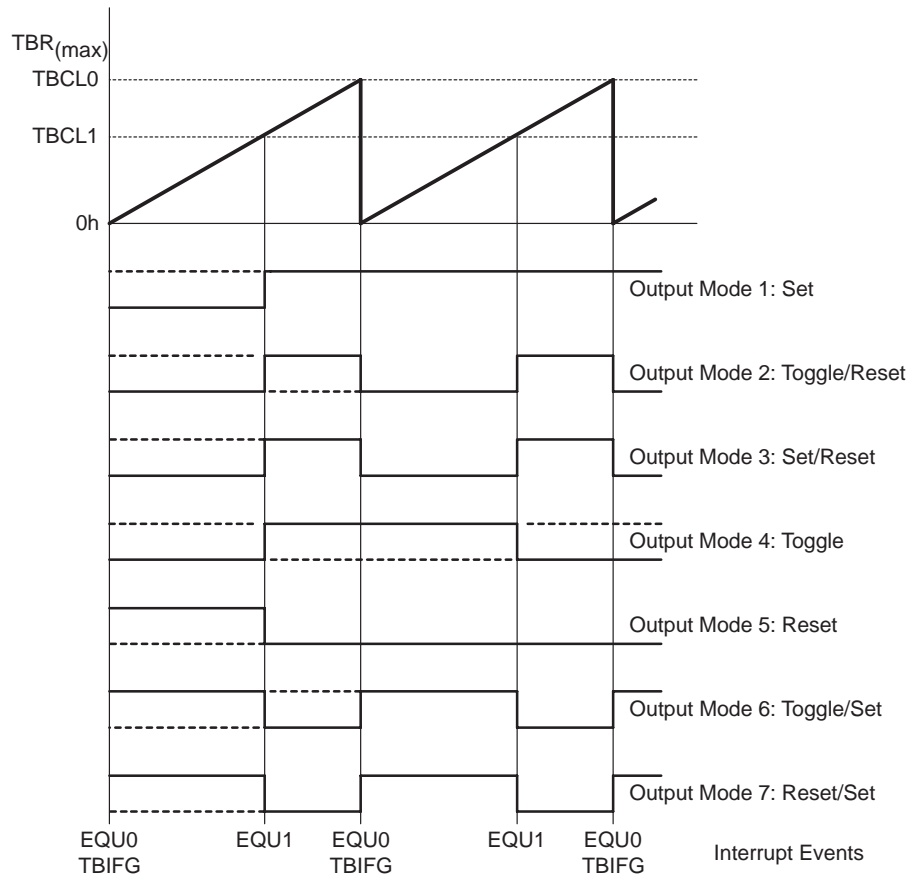 TBR(max)
TBCL0
TBCL1
0h
Output Mode 1: Set
Output Mode 2: Toggle/Reset
Output Mode 3: Set/Reset
Output Mode 4: Toggle
Output Mode 5: Reset
Output Mode 6: Toggle/Set
Output Mode 7: Reset/Set
EQU0 EQU1 EQU0 EQU1 EQU0
TBIFG TBIFG TBIFG Interrupt Events